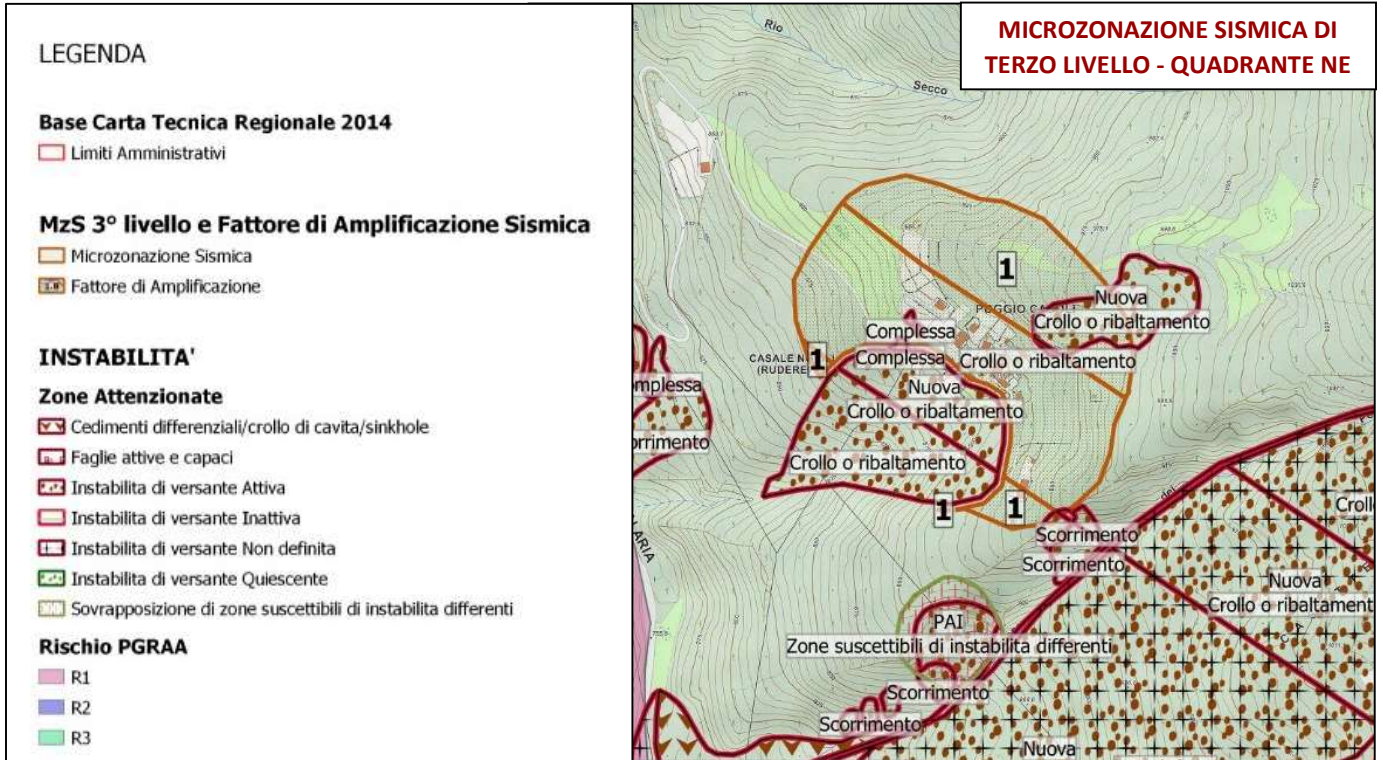 LEGENDA
Base Carta Tecnica Regionale 2014
Limiti Amministrativi
MzS 3° livello e Fattore di Amplificazione Sismica
Microzonazione Sismica
Fattore di Amplificazione
INSTABILITA'
Zone Attenzionate
Cedimenti differenziali/crollo di cavita/sinkhole
Faglie attive e capaci
Instabilita di versante Attiva
Instabilita di versante Inattiva
Instabilita di versante Non definita
Instabilita di versante Quiescente
Sovrapposizione di zone suscettibili di instabilita differenti
Rischio PGRAA
R1
R2
R3
MICROZONAZIONE SISMICA DI
TERZO LIVELLO - QUADRANTE NE
Rio
Secco
1
Nuova
POGGIO
Crollo o ribaltamento
Complessa
CASALE N
(RUDERE
1
Complessa
Crollo o ribaltamento
mplessa
Nuova
Crollo o ribaltamento
rrimento
Crollo o ribaltamento
1
1
del
Croll
LARIA
Scorrimento
Scorrimento
Nuova
Crollo o ribaltament
PAI
Zone suscettibili di instabilita differenti
Scorrimento
Scorrimento
Nuova